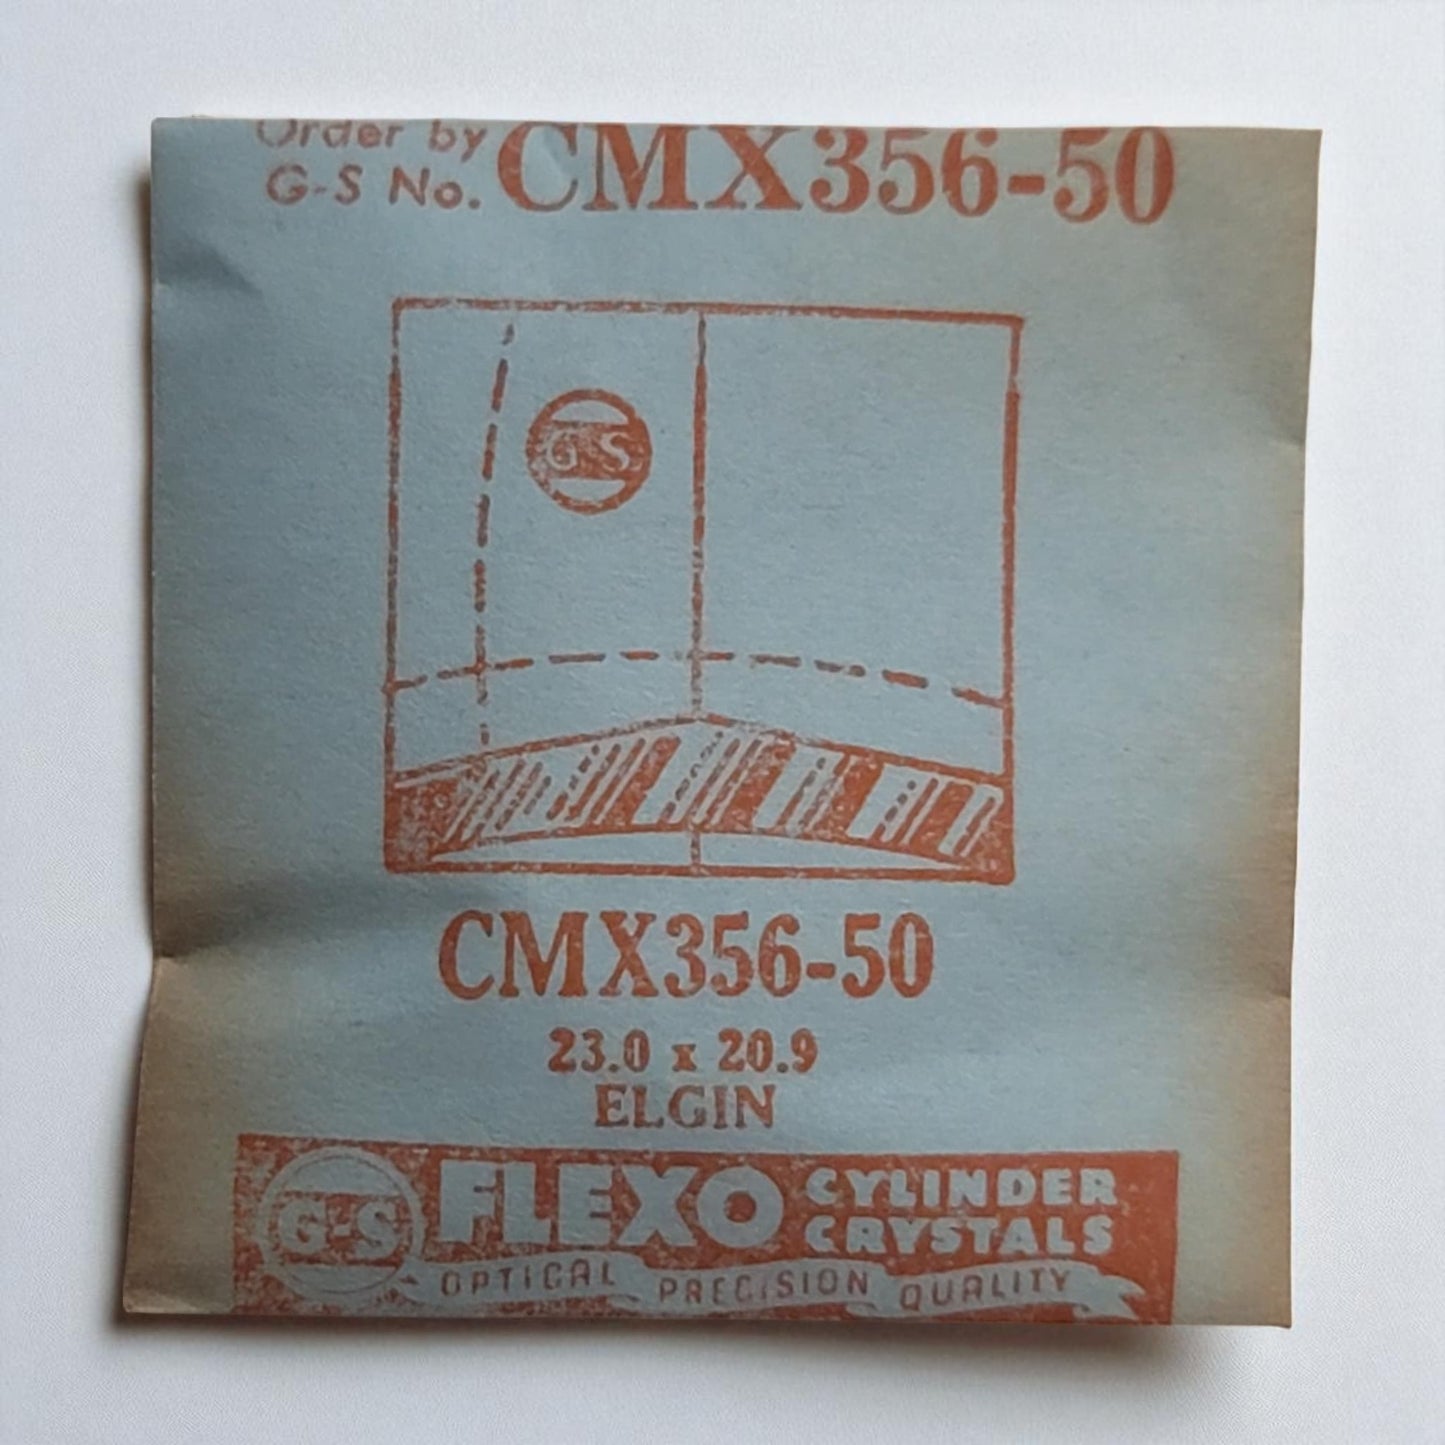 Order by
G-S No. CMX356-50
G S
CMX356-50
23.0 x 20.9
ELGIN
G-S FLEXO CYLINDER
CRYSTALS
OPTICAL PRECISION QUALITY